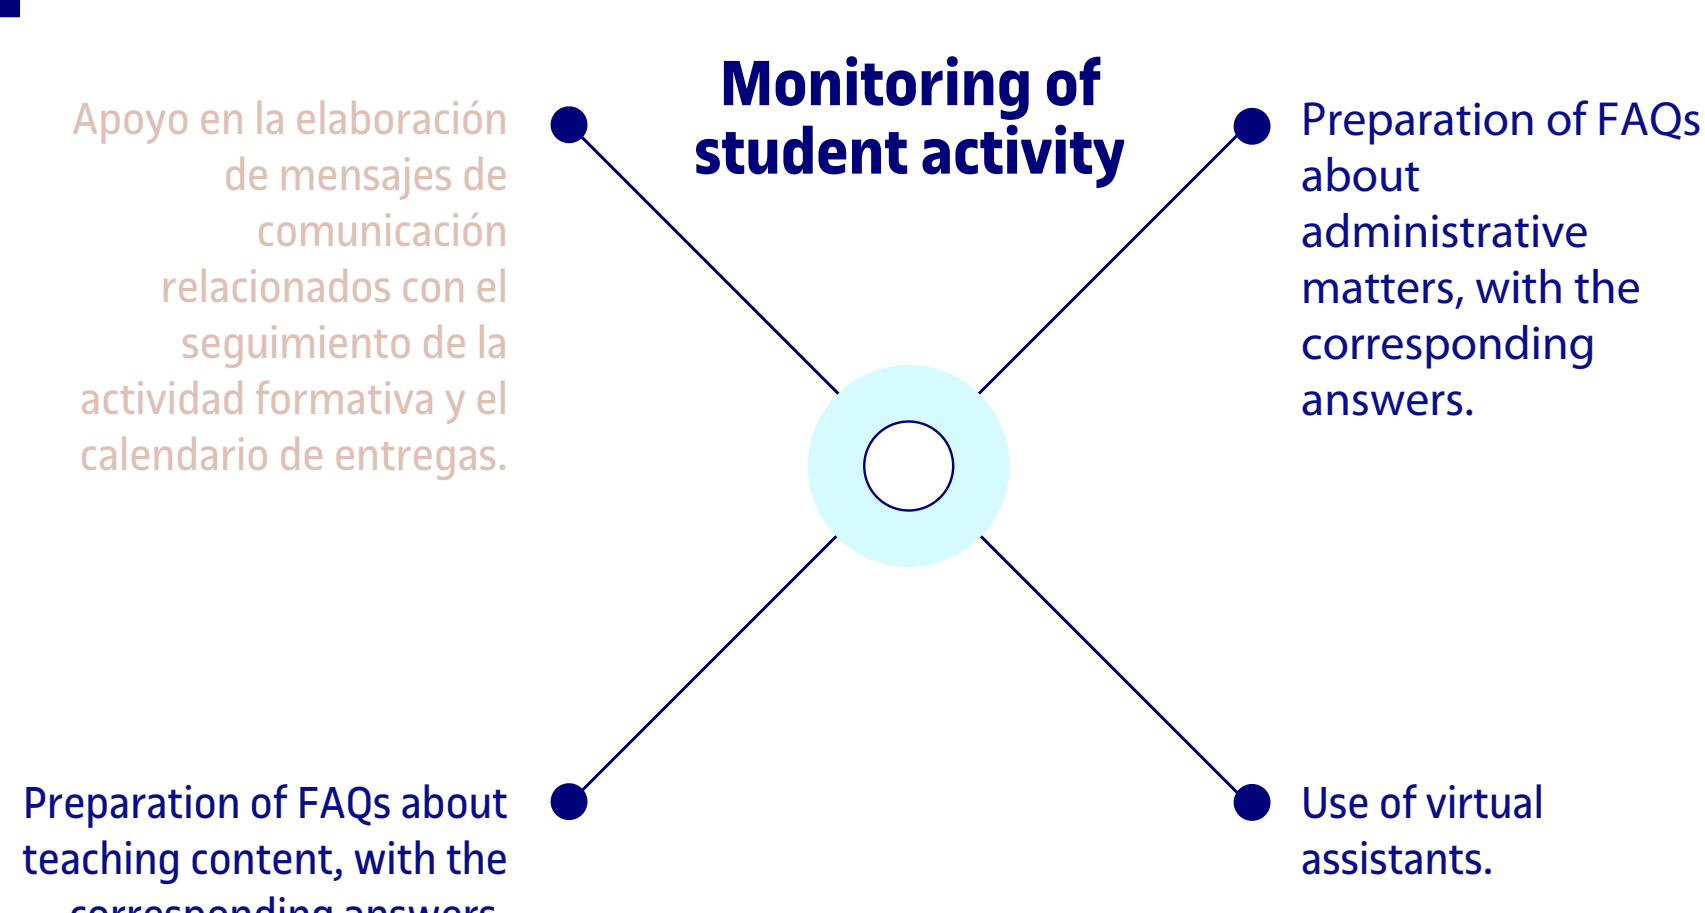 Monitoring of
student activity
Apoyo en la elaboración
de mensajes de
comunicación
relacionados con el
seguimiento de la
actividad formativa y el
calendario de entregas.
Preparation of FAQs
about
administrative
matters, with the
corresponding
answers.
Preparation of FAQs about
teaching content, with the
corresponding answers.
Use of virtual
assistants.